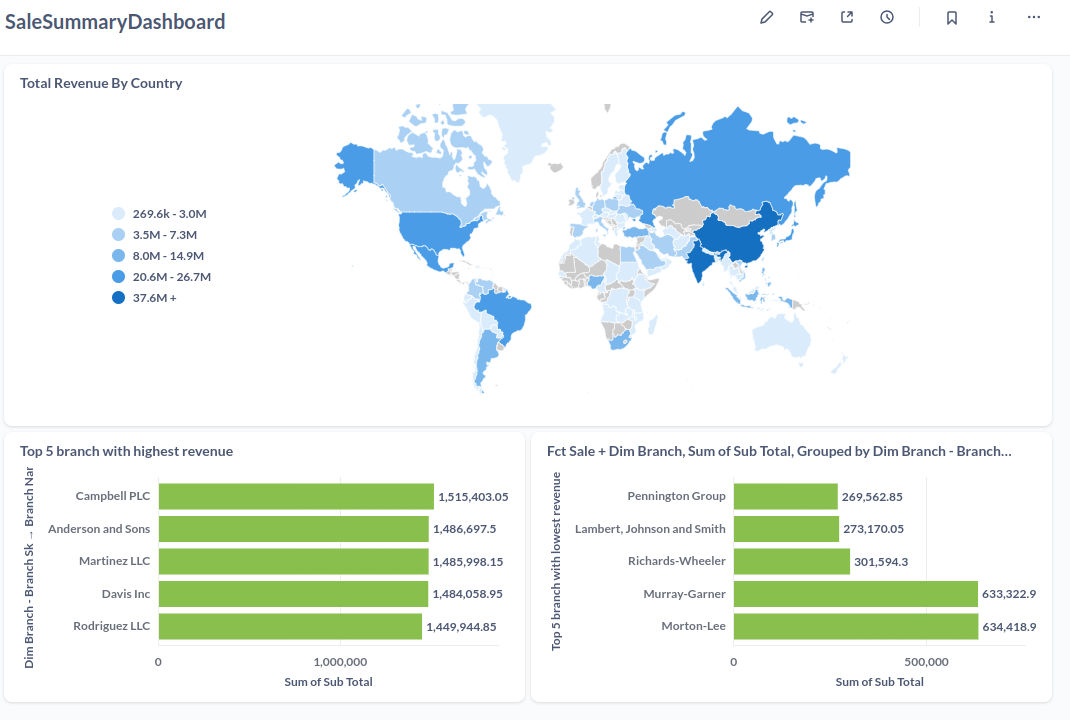 SaleSummaryDashboard
Total Revenue By Country
269.6k - 3.0M
3.5M - 7.3M
8.0M - 14.9M
20.6M - 26.7M
37.6M +
Top 5 branch with highest revenue
Dim Branch - Branch Sk → Branch Nar
Campbell PLC 1,515,403.05
Anderson and Sons 1,486,697.5
Martinez LLC 1,485,998.15
Davis Inc 1,484,058.95
Rodriguez LLC 1,449,944.85
0 1,000,000
Sum of Sub Total
Fct Sale + Dim Branch, Sum of Sub Total, Grouped by Dim Branch - Branch...
Top 5 branch with lowest revenue
Pennington Group 269,562.85
Lambert, Johnson and Smith 273,170.05
Richards-Wheeler 301,594.3
Murray-Garner 633,322.9
Morton-Lee 634,418.9
0 500,000
Sum of Sub Total